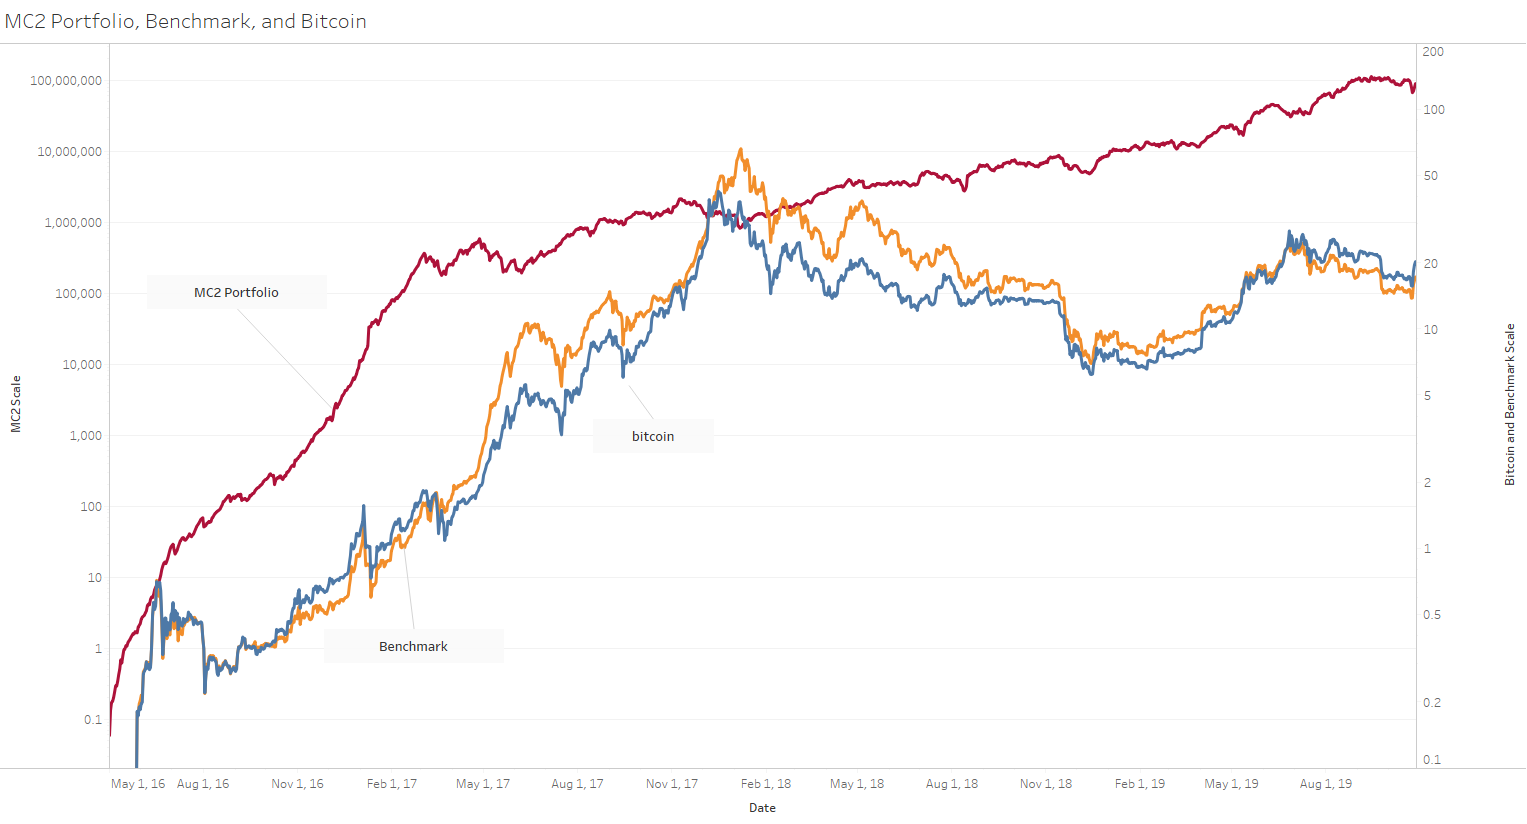 MC2 Portfolio, Benchmark, and Bitcoin
200
100,000,000
100
10,000,000
50
1,000,000
20
100,000
MC2 Portfolio
10
10,000
5
1,000
bitcoin
2
100
1
10
0.5
1
Benchmark
0.2
0.1
0.1
MC2 Scale
Bitcoin and Benchmark Scale
May 1, 16 Aug 1, 16 Nov 1, 16 Feb 1, 17 May 1, 17 Aug 1, 17 Nov 1, 17 Feb 1, 18 May 1, 18 Aug 1, 18 Nov 1, 18 Feb 1, 19 May 1, 19 Aug 1, 19
Date